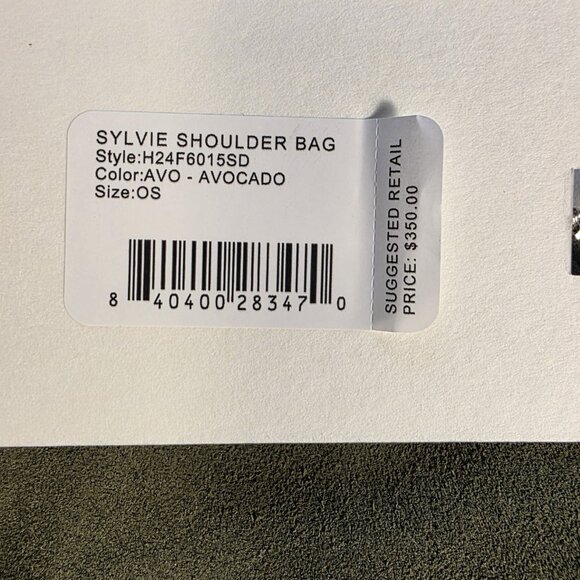 SYLVIE SHOULDER BAG
Style:H24F6015SD
Color:AVO - AVOCADO
Size:OS
8 40400 28347 0
SUGGESTED RETAIL
PRICE: $350.00